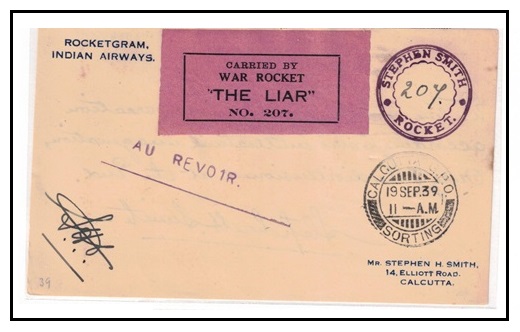 ROCKETGRAM,
INDIAN AIRWAYS.
CARRIED BY
WAR ROCKET
"THE LIAR"
NO. 207.
STEPHEN SMITH
207.
ROCKET.
AU REVOIR.
CALCUTTA G.P.O.
19 SEP. 39
11 - A.M
SORTING
MR. STEPHEN H. SMITH,
14, ELLIOTT ROAD.
CALCUTTA.
39